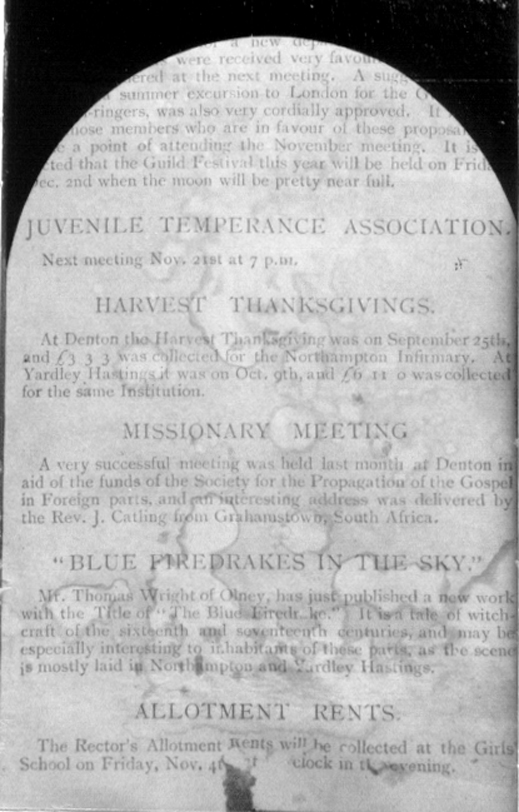 a new
were received very
at the next meeting. A
summer excursion to London for the
-ringers, was also very cordially approved. It
those members who are in favour of these
a point of attending the November meeting. It is
that the Guild Festival this year will be held on
Dec. 2nd when the moon will be pretty near full.
JUVENILE TEMPERANCE ASSOCIATION.
Next meeting Nov. 21st at 7 p.m.
HARVEST THANKSGIVINGS.
At Denton the Harvest Thanksgiving was on September 25th,
and £3 3 3 was collected for the Northampton Infirmary. At
Yardley Hastings it was on Oct. 9th, and £6 11 0 was collected
for the same Institution.
MISSIONARY MEETING
A very successful meeting was held last month at Denton in
aid of the funds of the Society for the Propagation of the Gospel
in Foreign parts, and an interesting address was delivered by
the Rev. J. Catling from Grahamstown, South Africa.
"BLUE FIREDRAKES IN THE SKY."
Mr. Thomas Wright of Olney, has just published a new work
with the Title of "The Blue Firedr ke." It is a tale of witch-
craft of the sixteenth and seventeenth centuries, and may be
especially interesting to inhabitants of these parts, as the scene
is mostly laid in Northampton and Yardley Hastings.
ALLOTMENT RENTS.
The Rector's Allotment Rents will be collected at the Girls'
School on Friday, Nov. clock in the evening.